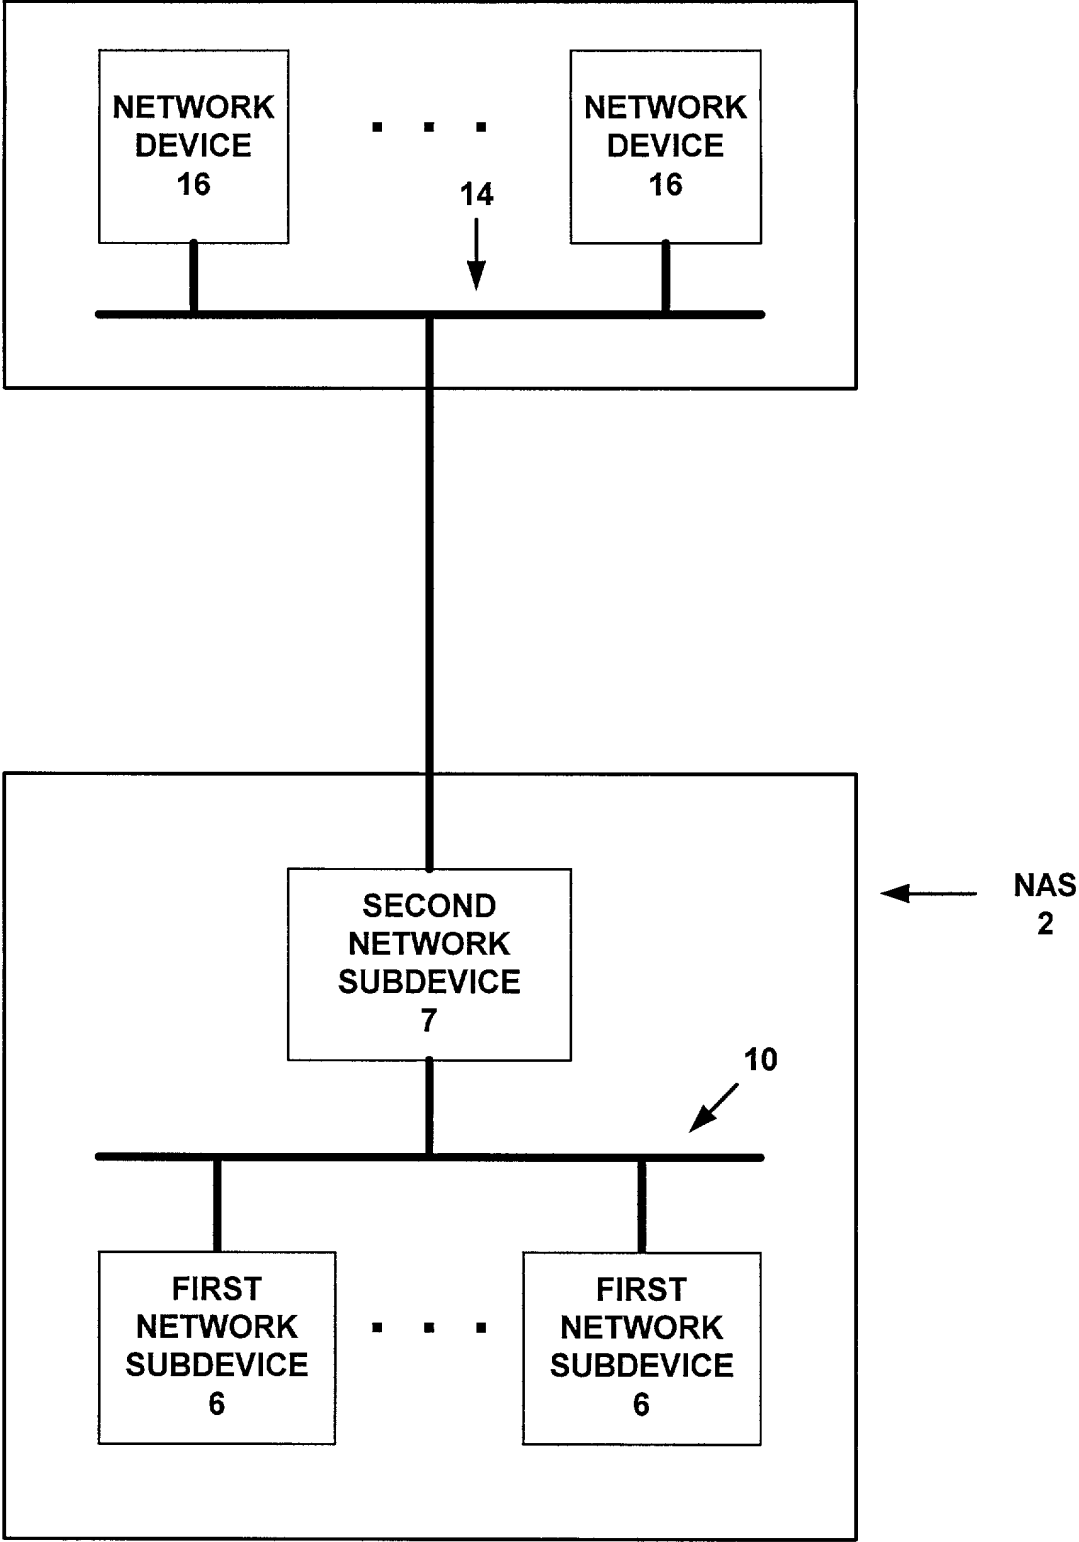 NETWORK
DEVICE
16
NETWORK
DEVICE
16
14
SECOND
NETWORK
SUBDEVICE
7
NAS
2
10
FIRST
NETWORK
SUBDEVICE
6
FIRST
NETWORK
SUBDEVICE
6